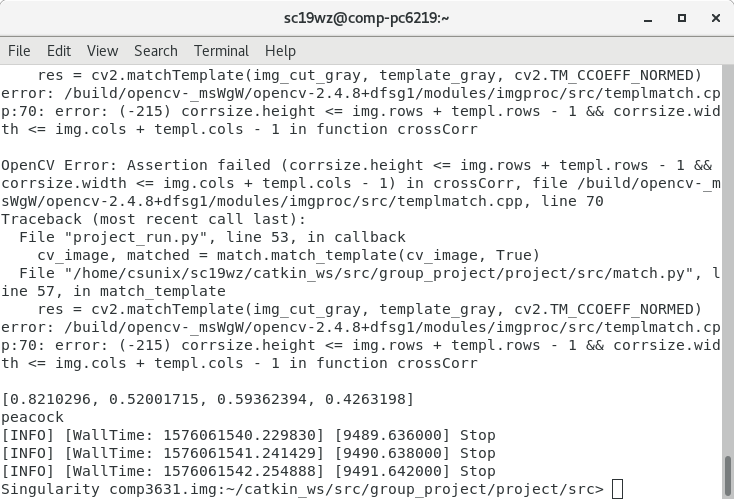 sc19wz@comp-pc6219:~
File Edit View Search Terminal Help
res = cv2.matchTemplate(img_cut_gray, template_gray, cv2.TM_CCOEFF_NORMED)
error: /build/opencv-_msWgW/opencv-2.4.8+dfsg1/modules/imgproc/src/templmatch.cp
p:70: error: (-215) corrsize.height <= img.rows + templ.rows - 1 && corrsize.wid
th <= img.cols + templ.cols - 1 in function crossCorr
OpenCV Error: Assertion failed (corrsize.height <= img.rows + templ.rows - 1 &&
corrsize.width <= img.cols + templ.cols - 1) in crossCorr, file /build/opencv-_m
sWgW/opencv-2.4.8+dfsg1/modules/imgproc/src/templmatch.cpp, line 70
Traceback (most recent call last):
File "project_run.py", line 53, in callback
cv_image, matched = match.match_template(cv_image, True)
File "/home/csunix/sc19wz/catkin_ws/src/group_project/project/src/match.py", l
ine 57, in match_template
res = cv2.matchTemplate(img_cut_gray, template_gray, cv2.TM_CCOEFF_NORMED)
error: /build/opencv-_msWgW/opencv-2.4.8+dfsg1/modules/imgproc/src/templmatch.cp
p:70: error: (-215) corrsize.height <= img.rows + templ.rows - 1 && corrsize.wid
th <= img.cols + templ.cols - 1 in function crossCorr
[0.8210296, 0.52001715, 0.59362394, 0.4263198]
peacock
[INFO] [WallTime: 1576061540.229830] [9489.636000] Stop
[INFO] [WallTime: 1576061541.241429] [9490.638000] Stop
[INFO] [WallTime: 1576061542.254888] [9491.642000] Stop
Singularity comp3631.img:~/catkin_ws/src/group_project/project/src>